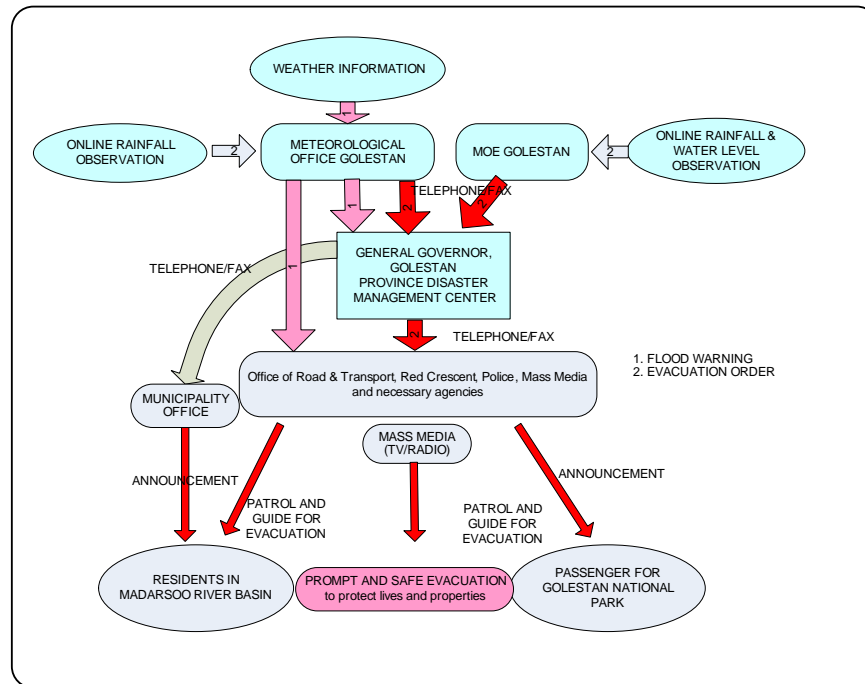 WEATHER INFORMATION
1
ONLINE RAINFALL
OBSERVATION
2
METEOROLOGICAL
OFFICE GOLESTAN
MOE GOLESTAN
2
ONLINE RAINFALL &
WATER LEVEL
OBSERVATION
1
1
2
TELEPHONE/FAX
2
TELEPHONE/FAX
GENERAL GOVERNOR,
GOLESTAN
PROVINCE DISASTER
MANAGEMENT CENTER
2
TELEPHONE/FAX
1. FLOOD WARNING
2. EVACUATION ORDER
MUNICIPALITY
OFFICE
Office of Road & Transport, Red Crescent, Police, Mass Media
and necessary agencies
MASS MEDIA
(TV/RADIO)
ANNOUNCEMENT
PATROL AND
GUIDE FOR
EVACUATION
PATROL AND
GUIDE FOR
EVACUATION
ANNOUNCEMENT
RESIDENTS IN
MADARSOO RIVER BASIN
PROMPT AND SAFE EVACUATION
to protect lives and properties
PASSENGER FOR
GOLESTAN NATIONAL
PARK